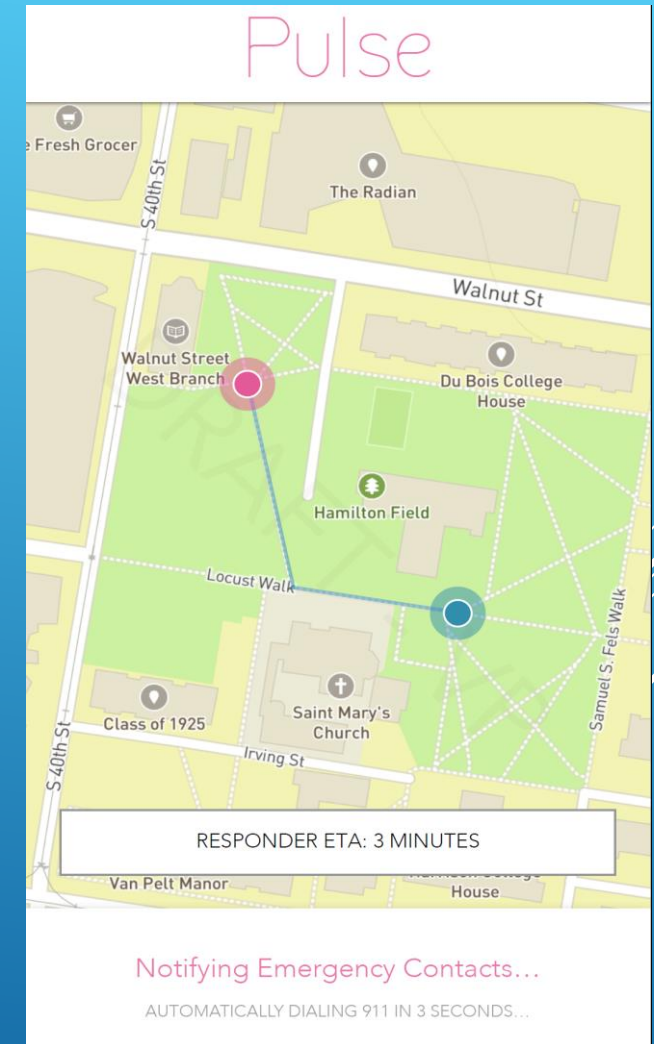 Pulse
e Fresh Grocer
S 40th St
The Radian
Walnut St
Walnut Street
West Branch
Du Bois College
House
Hamilton Field
DRAFT
Locust Walk
Samuel S. Fels Walk
Class of 1925
Saint Mary's
Church
S 40th St
Irving St
RESPONDER ETA: 3 MINUTES
Van Pelt Manor
House
Notifying Emergency Contacts...
AUTOMATICALLY DIALING 911 IN 3 SECONDS...